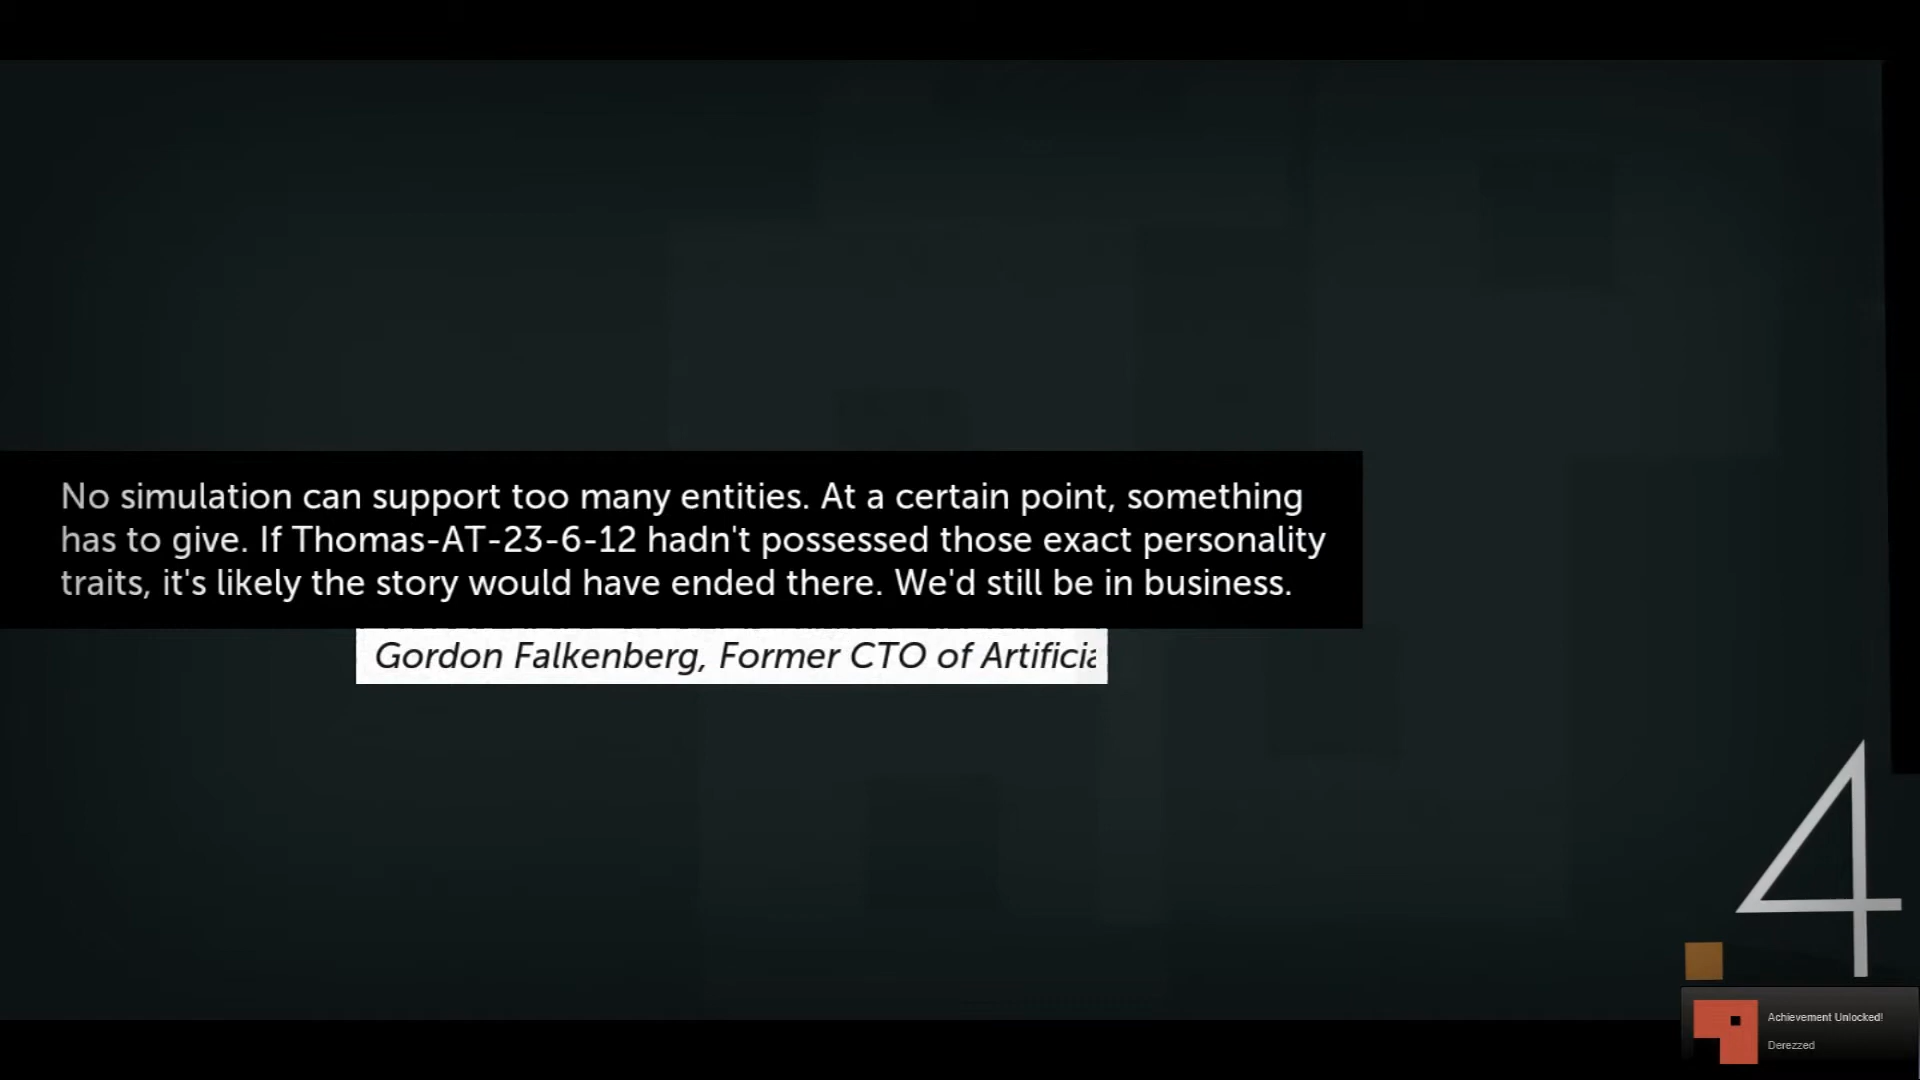 No simulation can support too many entities. At a certain point, something
has to give. If Thomas-AT-23-6-12 hadn't possessed those exact personality
traits, it's likely the story would have ended there. We'd still be in business.
Gordon Falkenberg, Former CTO of Artificia
4
Achievement Unlocked!
Derezzed